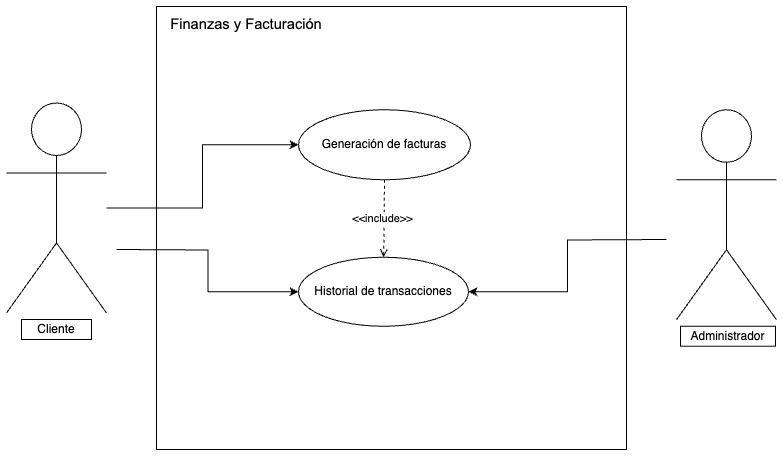 Finanzas y Facturación
Generación de facturas
<<include>>
Historial de transacciones
Cliente
Administrador